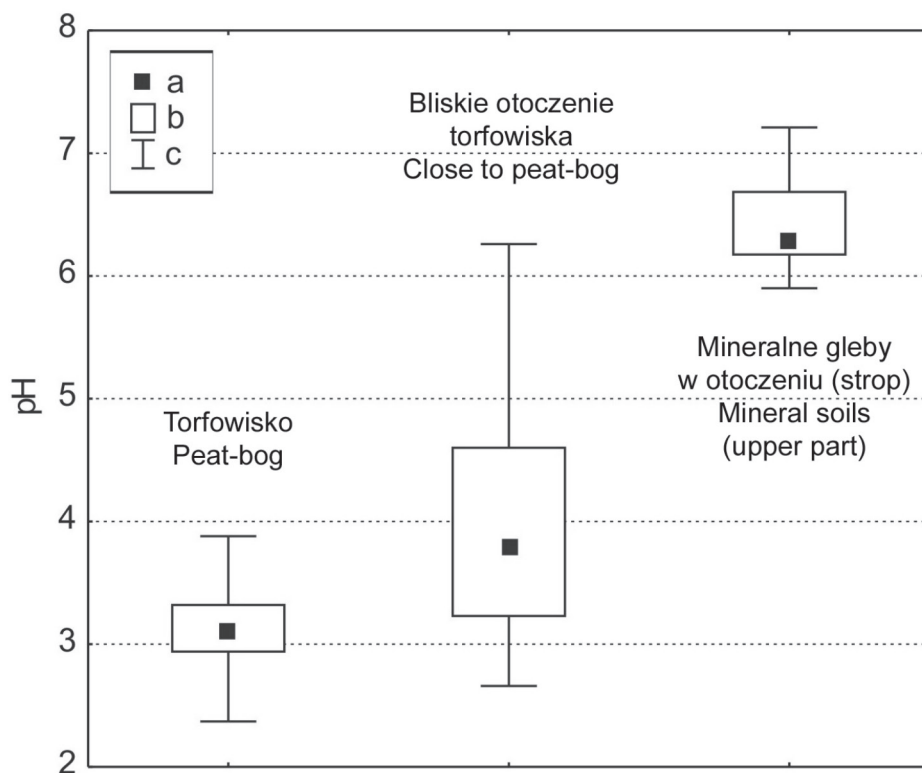 8
7
6
5
4
3
2
pH
a
b
c
Torfowisko
Peat-bog
Bliskie otoczenie
torfowiska
Close to peat-bog
Mineralne gleby
w otoczeniu (strop)
Mineral soils
(upper part)